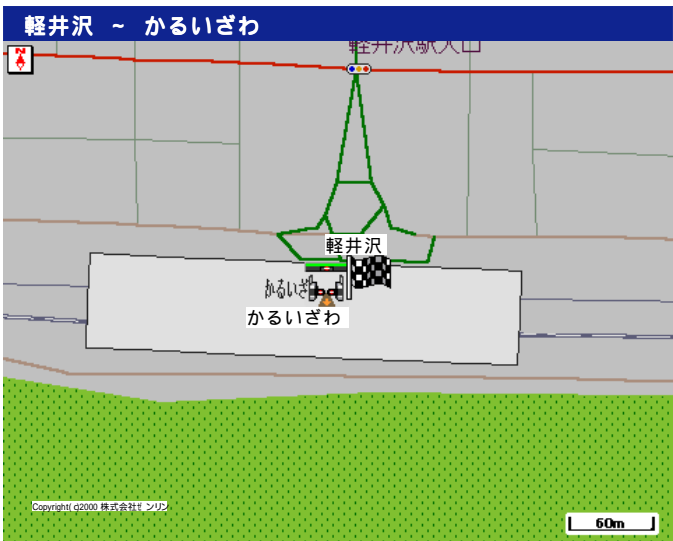 軽井沢 ~ かるいざわ
軽井沢駅入口
N
軽井沢
かるいざ
かるいざわ
Copyright( c)2000 株式会社ゼンリン
60m